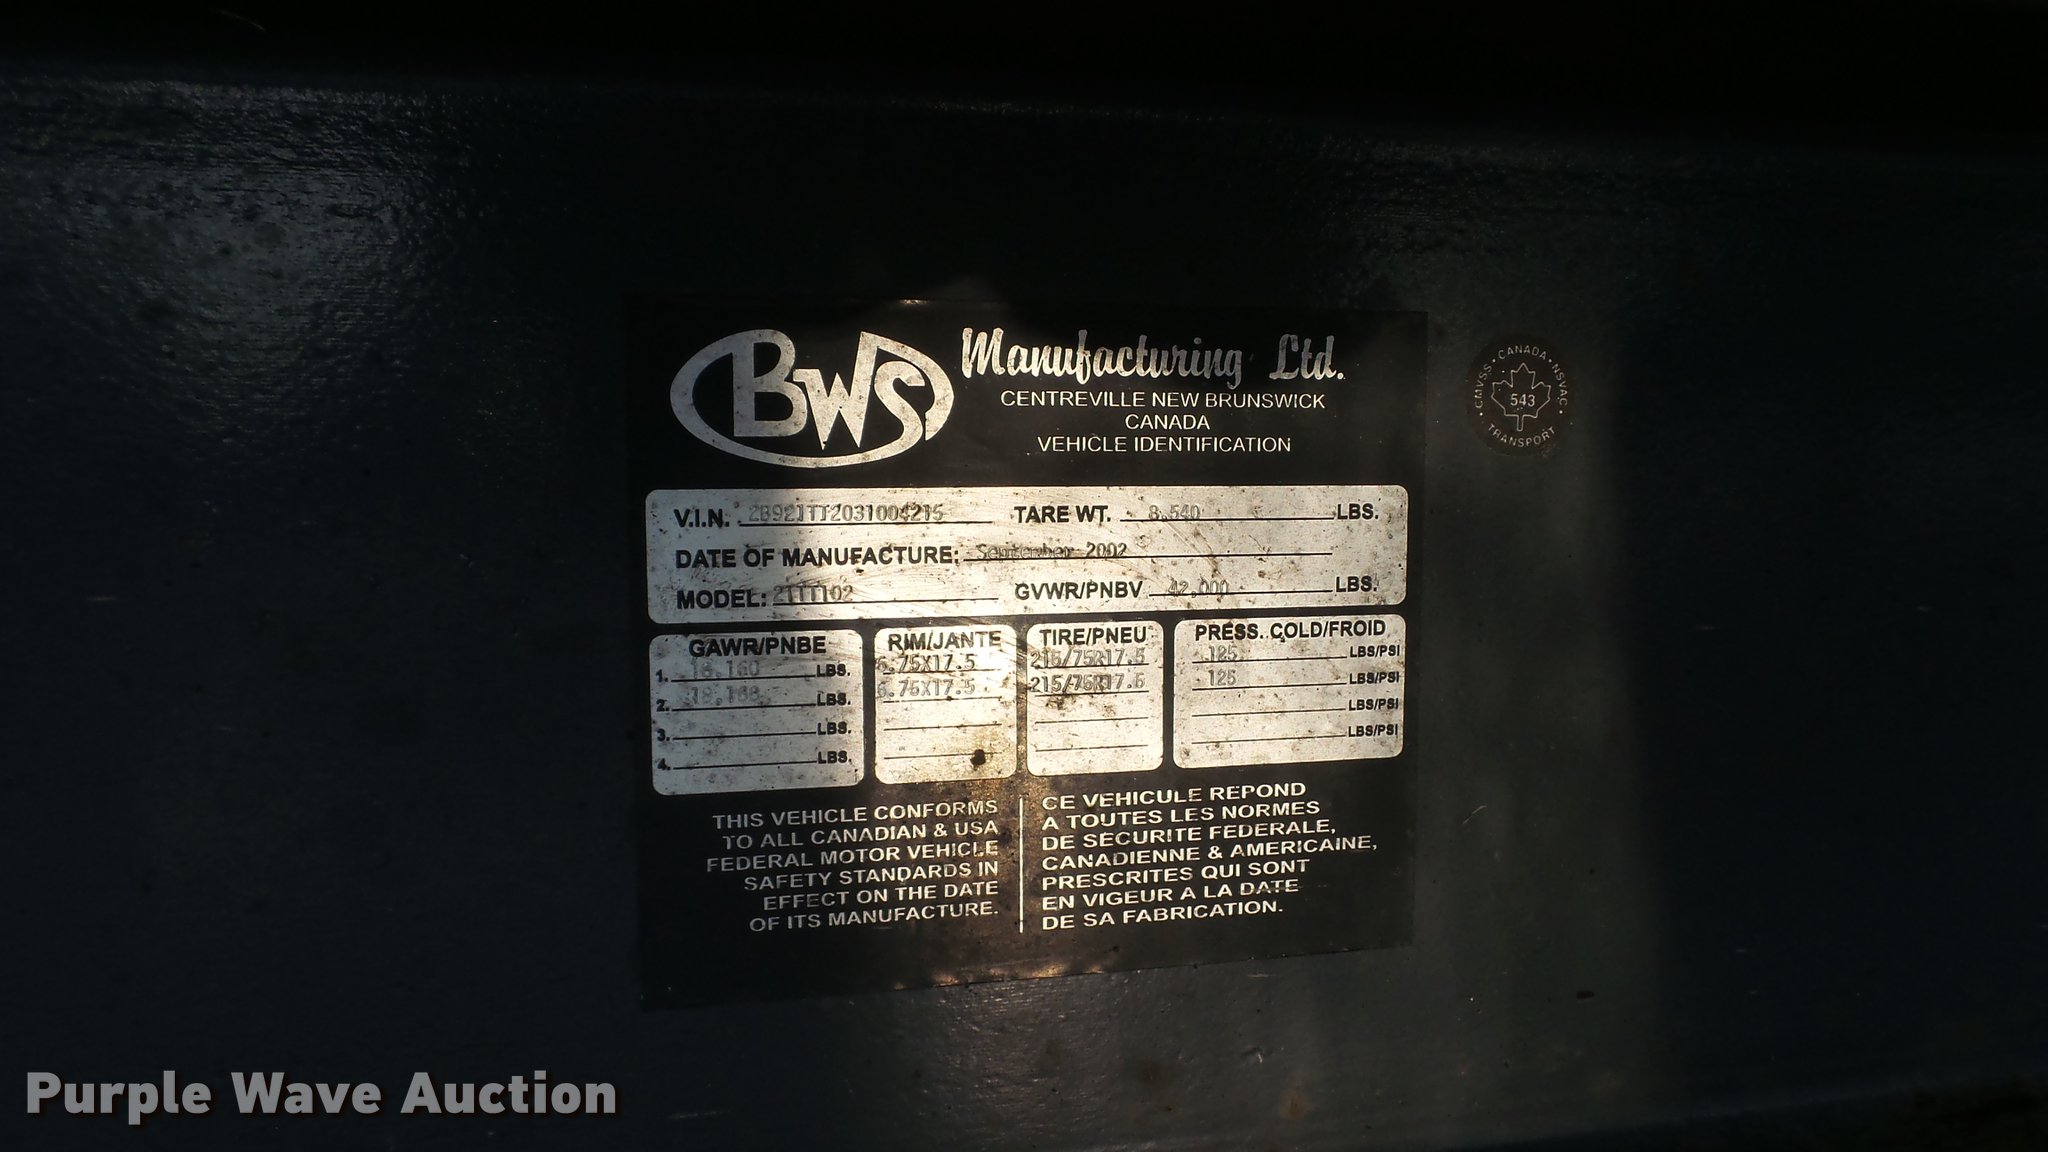 BWS Manufacturing Ltd.
CENTREVILLE NEW BRUNSWICK
CANADA
VEHICLE IDENTIFICATION
CMVSS • CANADA • NSVAC •
543
TRANSPORT
V.I.N. TARE WT. 8,540 LBS.
DATE OF MANUFACTURE: September 2002
MODEL: GVWR/PNBV 42,000 LBS.
GAWR/PNBE RIM/JANTE TIRE/PNEU PRESS. COLD/FROID
1. LBS. 6.75X17.5 215/75R17.5 125 LBS/PSI
2. LBS. 6.75X17.5 215/75R17.5 125 LBS/PSI
3. LBS. LBS/PSI
4. LBS. LBS/PSI
THIS VEHICLE CONFORMS
TO ALL CANADIAN & USA
FEDERAL MOTOR VEHICLE
SAFETY STANDARDS IN
EFFECT ON THE DATE
OF ITS MANUFACTURE.
CE VEHICULE REPOND
A TOUTES LES NORMES
DE SECURITE FEDERALE,
CANADIENNE & AMERICAINE,
PRESCRITES QUI SONT
EN VIGEUR A LA DATE
DE SA FABRICATION.
Purple Wave Auction